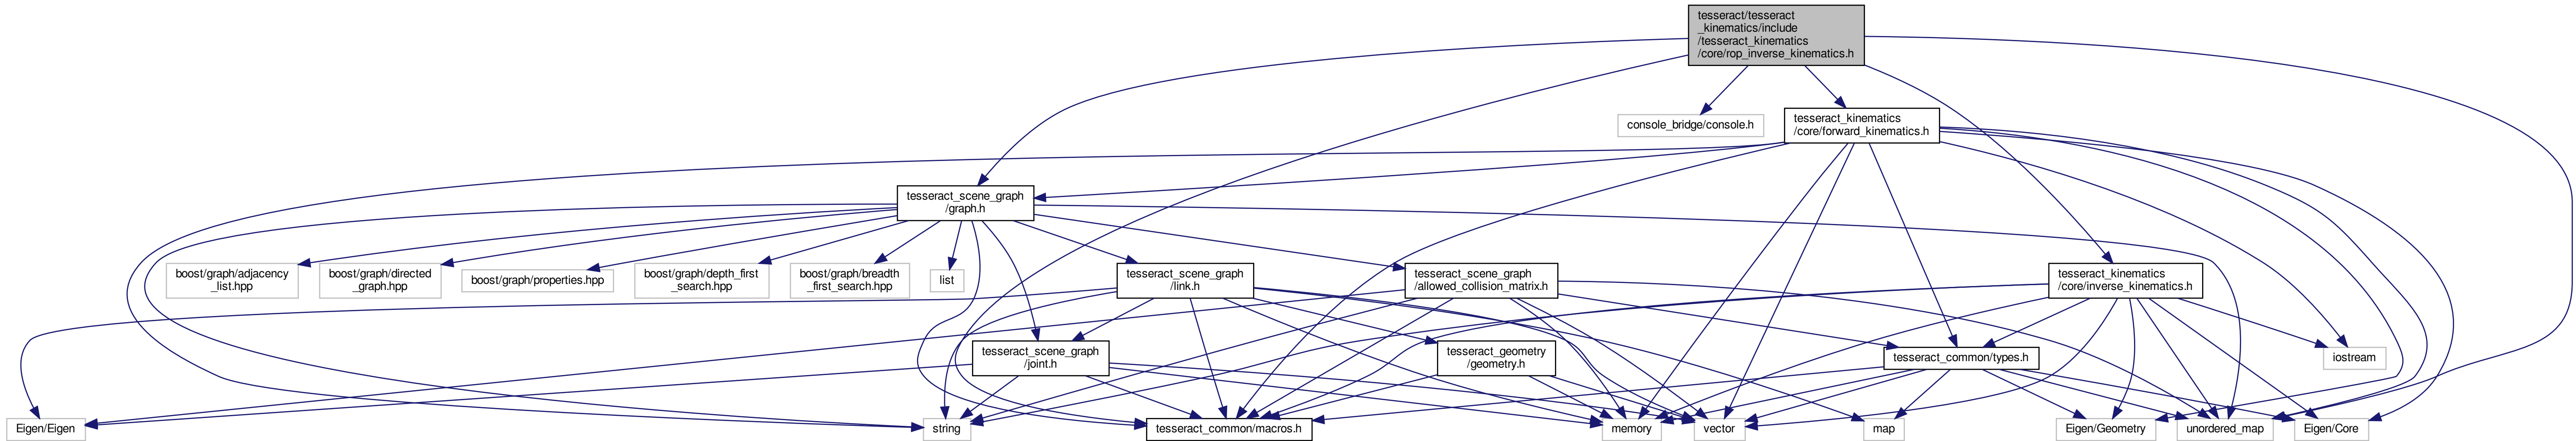 tesseract/tesseract
_kinematics/include
/tesseract_kinematics
/core/rop_inverse_kinematics.h
console_bridge/console.h
tesseract_kinematics
/core/forward_kinematics.h
tesseract_scene_graph
/graph.h
boost/graph/adjacency
_list.hpp
boost/graph/directed
_graph.hpp
boost/graph/properties.hpp
boost/graph/depth_first
_search.hpp
boost/graph/breadth
_first_search.hpp
list
tesseract_scene_graph
/link.h
tesseract_scene_graph
/allowed_collision_matrix.h
tesseract_kinematics
/core/inverse_kinematics.h
tesseract_scene_graph
/joint.h
tesseract_geometry
/geometry.h
tesseract_common/types.h
iostream
Eigen/Eigen
string
tesseract_common/macros.h
memory
vector
map
Eigen/Geometry
unordered_map
Eigen/Core